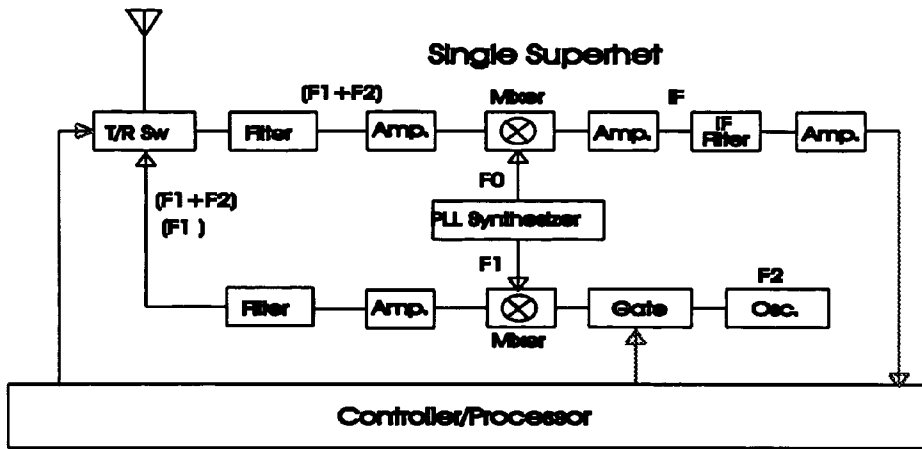 Single Superhet
(F1+F2)
Mixer
IF
T/R Sw
Filter
Amp.
Amp.
IF
Filter
Amp.
F0
(F1+F2)
(F1 )
PLL Synthesizer
F1
F2
Filter
Amp.
Gate
Osc.
Mixer
Controller/Processor